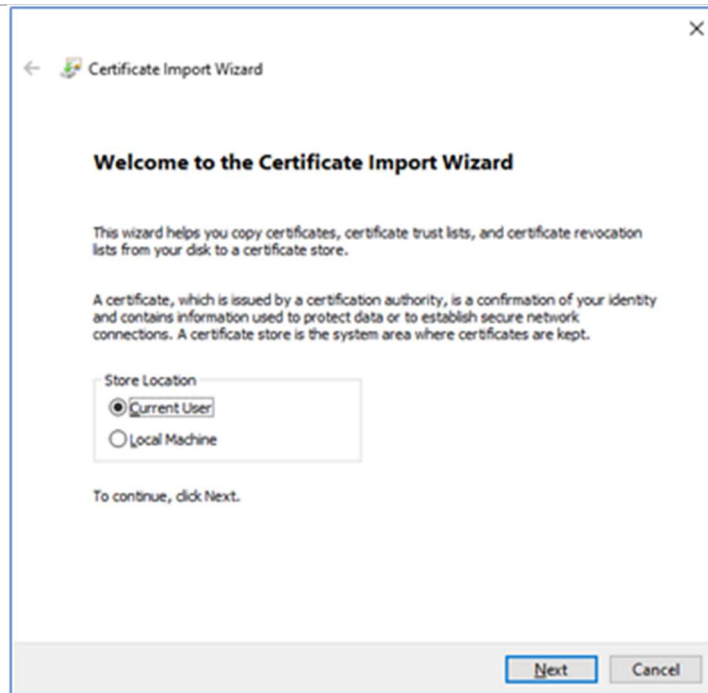 Certificate Import Wizard
Welcome to the Certificate Import Wizard
This wizard helps you copy certificates, certificate trust lists, and certificate revocation
lists from your disk to a certificate store.
A certificate, which is issued by a certification authority, is a confirmation of your identity
and contains information used to protect data or to establish secure network
connections. A certificate store is the system area where certificates are kept.
Store Location
Current User
Local Machine
To continue, click Next.
Next
Cancel